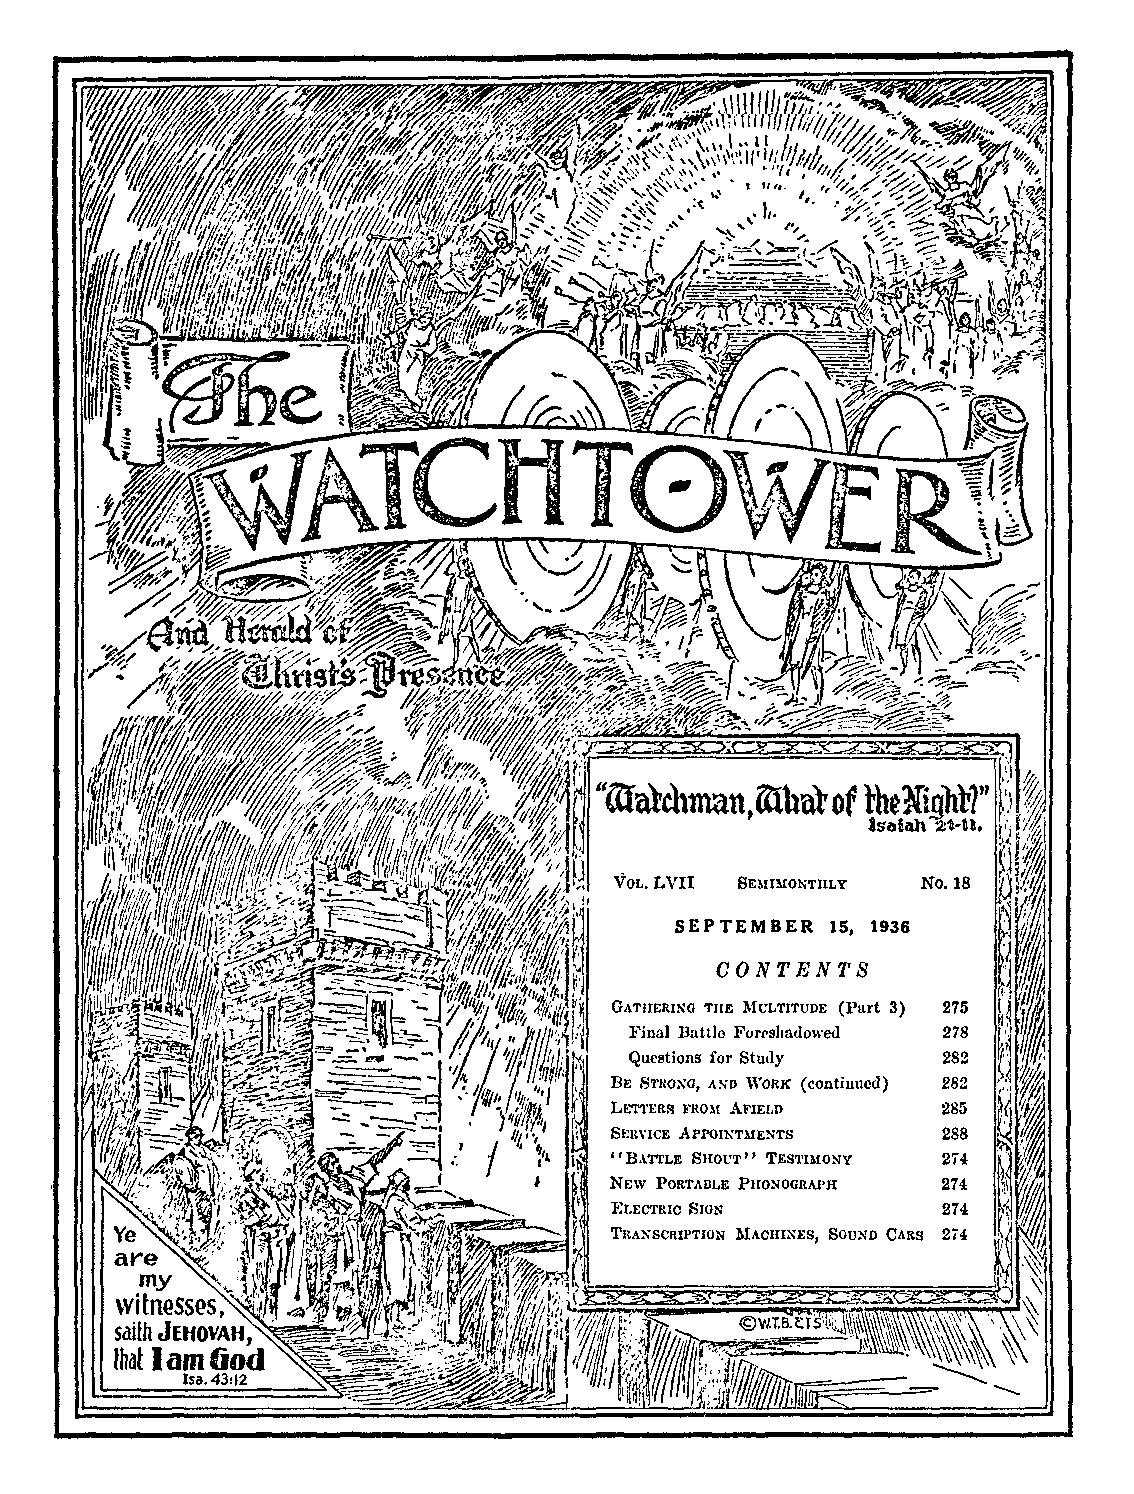 The
WATCHTOWER
And Herald of
Christ's Presence
"Watchman, What of the Night?"
Isaiah 21-11.
VOL. LVII SEMIMONTHLY NO. 18
SEPTEMBER 15, 1936
CONTENTS
GATHERING THE MULTITUDE (Part 3) 275
Final Battle Foreshadowed 278
Questions for Study 282
BE STRONG, AND WORK (continued) 282
LETTERS FROM AFIELD 285
SERVICE APPOINTMENTS 288
"BATTLE SHOUT" TESTIMONY 274
NEW PORTABLE PHONOGRAPH 274
ELECTRIC SIGN 274
TRANSCRIPTION MACHINES, SOUND CARS 274
Ye
are
my
witnesses,
saith JEHOVAH,
that I am God
Isa. 43:12
©W.T.B.&T.S